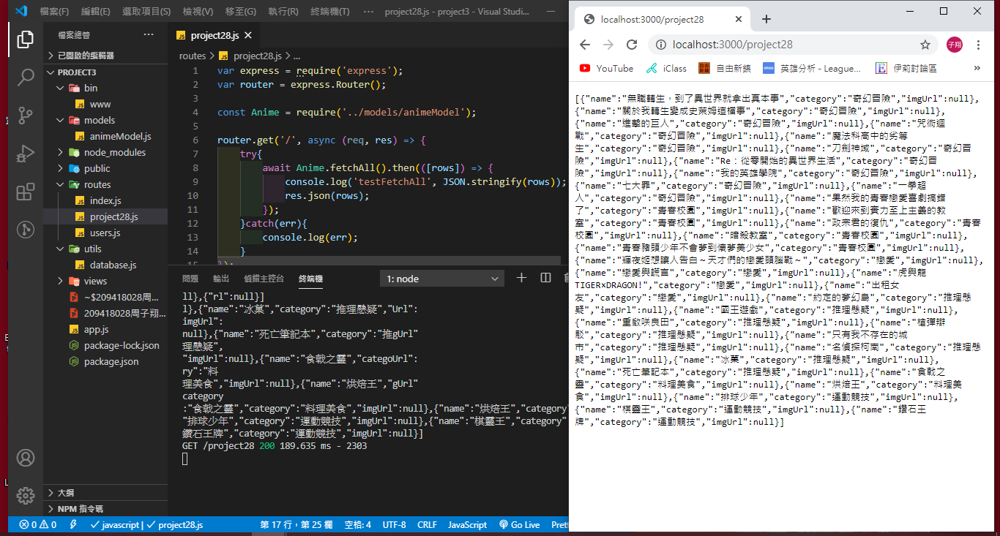 檔案(F) 編輯(E) 選取項目(S) 檢視(V) 移至(G) 執行(R) 終端機(T) ··· project28.js - project3 - Visual Studi...
檔案總管 ···
已開啟的編輯器
PROJECT3
bin
www
models
animeModel.js
node_modules
public
routes
index.js
project28.js
users.js
utils
database.js
views
~$209418028周...
209418028周子翔...
app.js
package-lock.json
package.json
大綱
NPM 指令碼
project28.js
routes > project28.js > ...
1 var express = require('express');
2 var router = express.Router();
3
4 const Anime = require('../models/animeModel');
5
6 router.get('/', async (req, res) => {
7 try{
8 await Anime.fetchAll().then(([rows]) => {
9 console.log('testFetchAll', JSON.stringify(rows));
10 res.json(rows);
11 });
12 }catch(err){
13 console.log(err);
14 }
15 });
問題 輸出 偵錯主控台 終端機 1: node
ll},{"rl":null}]
l},{"name":"冰菓","category":"推理懸疑","Url":
imgUrl":
null},{"name":"死亡筆記本","category":"推gUrl"
理懸疑",
"imgUrl":null},{"name":"食戟之靈","categoUrl":
ry":"料
理美食","imgUrl":null},{"name":"烘焙王","gUrl"
category
:"食戟之靈","category":"料理美食","imgUrl":null},{"name":"烘焙王","category"
"排球少年","category":"運動競技","imgUrl":null},{"name":"棋靈王","category"
鑽石王牌","category":"運動競技","imgUrl":null}]
GET /project28 200 189.635 ms - 2303
0 0 javascript | project28.js 第 17 行，第 25 欄 空格: 4 UTF-8 CRLF JavaScript Go Live Prett
localhost:3000/project28
localhost:3000/project28 子翔
YouTube iClass 自由新鎮 英雄分析 - League... 伊莉討論區 »
[{"name":"無職轉生，到了異世界就拿出真本事","category":"奇幻冒險","imgUrl":null},
{"name":"關於我轉生變成史萊姆這檔事","category":"奇幻冒險","imgUrl":null},
{"name":"進擊的巨人","category":"奇幻冒險","imgUrl":null},{"name":"咒術迴
戰","category":"奇幻冒險","imgUrl":null},{"name":"魔法科高中的劣等
生","category":"奇幻冒險","imgUrl":null},{"name":"刀劍神域","category":"奇幻冒
險","imgUrl":null},{"name":"Re：從零開始的異世界生活","category":"奇幻冒
險","imgUrl":null},{"name":"我的英雄學院","category":"奇幻冒險","imgUrl":null},
{"name":"七大罪","category":"奇幻冒險","imgUrl":null},{"name":"一拳超
人","category":"奇幻冒險","imgUrl":null},{"name":"果然我的青春戀愛喜劇搞錯
了","category":"青春校園","imgUrl":null},{"name":"歡迎來到實力至上主義的教
室","category":"青春校園","imgUrl":null},{"name":"政宗君的復仇","category":"青春
校園","imgUrl":null},{"name":"暗殺教室","category":"青春校園","imgUrl":null},
{"name":"青春豬頭少年不會夢到懷夢美少女","category":"青春校園","imgUrl":null},
{"name":"輝夜姬想讓人告白～天才們的戀愛頭腦戰～","category":"戀愛","imgUrl":null},
{"name":"戀愛與謊言","category":"戀愛","imgUrl":null},{"name":"虎與龍
TIGER×DRAGON!","category":"戀愛","imgUrl":null},{"name":"出租女
友","category":"戀愛","imgUrl":null},{"name":"約定的夢幻島","category":"推理懸
疑","imgUrl":null},{"name":"國王遊戲","category":"推理懸疑","imgUrl":null},
{"name":"重啟咲良田","category":"推理懸疑","imgUrl":null},{"name":"槍彈辯
駁","category":"推理懸疑","imgUrl":null},{"name":"只有我不存在的城
市","category":"推理懸疑","imgUrl":null},{"name":"名偵探柯南","category":"推理懸
疑","imgUrl":null},{"name":"冰菓","category":"推理懸疑","imgUrl":null},
{"name":"死亡筆記本","category":"推理懸疑","imgUrl":null},{"name":"食戟之
靈","category":"料理美食","imgUrl":null},{"name":"烘焙王","category":"料理美
食","imgUrl":null},{"name":"排球少年","category":"運動競技","imgUrl":null},
{"name":"棋靈王","category":"運動競技","imgUrl":null},{"name":"鑽石王
牌","category":"運動競技","imgUrl":null}]